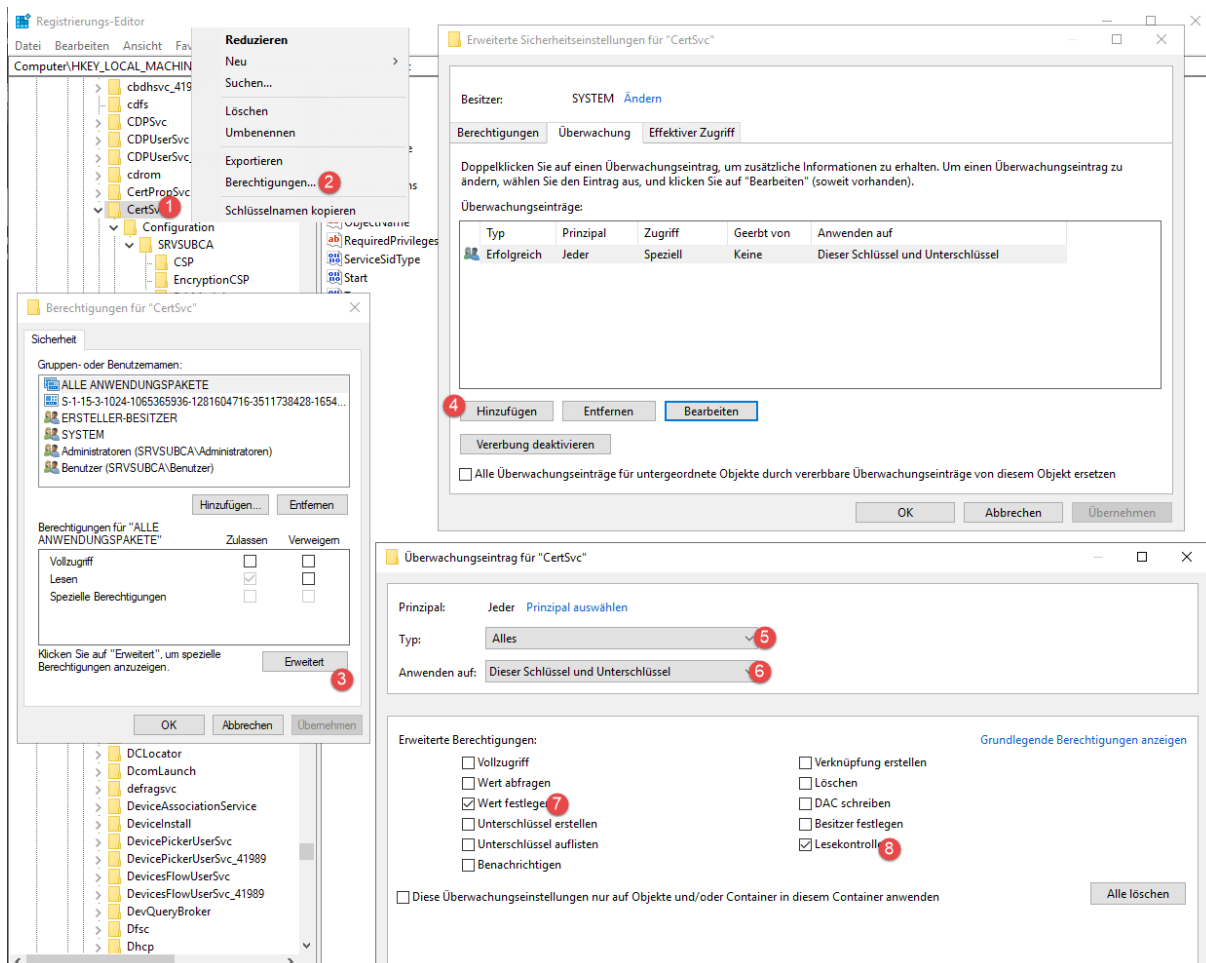 Registrierungs-Editor
Datei Bearbeiten Ansicht
Computer\HKEY_LOCAL_MACHIN
cbdhsvc_419
cdfs
CDPSvc
CDPUserSvc
CDPUserSvc_
cdrom
CertPropSvc
CertSv 1
Configuration
SRVSUBCA
CSP
EncryptionCSP
Reduzieren
Neu
Suchen...
Löschen
Umbenennen
Exportieren
Berechtigungen... 2
Schlüsselnamen kopieren
ObjectName
RequiredPrivileges
ServiceSidType
Start
Erweiterte Sicherheitseinstellungen für "CertSvc"
Besitzer: SYSTEM Ändern
Berechtigungen Überwachung Effektiver Zugriff
Doppelklicken Sie auf einen Überwachungseintrag, um zusätzliche Informationen zu erhalten. Um einen Überwachungseintrag zu
ändern, wählen Sie den Eintrag aus, und klicken Sie auf "Bearbeiten" (soweit vorhanden).
Überwachungseinträge:
Typ Prinzipal Zugriff Geerbt von Anwenden auf
Erfolgreich Jeder Speziell Keine Dieser Schlüssel und Unterschlüssel
4 Hinzufügen Entfernen Bearbeiten
Vererbung deaktivieren
Alle Überwachungseinträge für untergeordnete Objekte durch vererbbare Überwachungseinträge von diesem Objekt ersetzen
OK Abbrechen Übernehmen
Berechtigungen für "CertSvc"
Sicherheit
Gruppen- oder Benutzernamen:
ALLE ANWENDUNGSPAKETE
S-1-15-3-1024-1065365936-1281604716-3511738428-1654...
ERSTELLER-BESITZER
SYSTEM
Administratoren (SRVSUBCA\Administratoren)
Benutzer (SRVSUBCA\Benutzer)
Hinzufügen... Entfernen
Berechtigungen für "ALLE
ANWENDUNGSPAKETE" Zulassen Verweigern
Vollzugriff
Lesen
Spezielle Berechtigungen
Klicken Sie auf "Erweitert", um spezielle
Berechtigungen anzuzeigen. Erweitert
3
OK Abbrechen Übernehmen
DCLocator
DcomLaunch
defragsvc
DeviceAssociationService
DeviceInstall
DevicePickerUserSvc
DevicePickerUserSvc_41989
DevicesFlowUserSvc
DevicesFlowUserSvc_41989
DevQueryBroker
Dfsc
Dhcp
Überwachungseintrag für "CertSvc"
Prinzipal: Jeder Prinzipal auswählen
Typ: Alles 5
Anwenden auf: Dieser Schlüssel und Unterschlüssel 6
Erweiterte Berechtigungen: Grundlegende Berechtigungen anzeigen
Vollzugriff Verknüpfung erstellen
Wert abfragen Löschen
Wert festlegen 7 DAC schreiben
Unterschlüssel erstellen Besitzer festlegen
Unterschlüssel auflisten Lesekontrolle 8
Benachrichtigen
Diese Überwachungseinstellungen nur auf Objekte und/oder Container in diesem Container anwenden Alle löschen